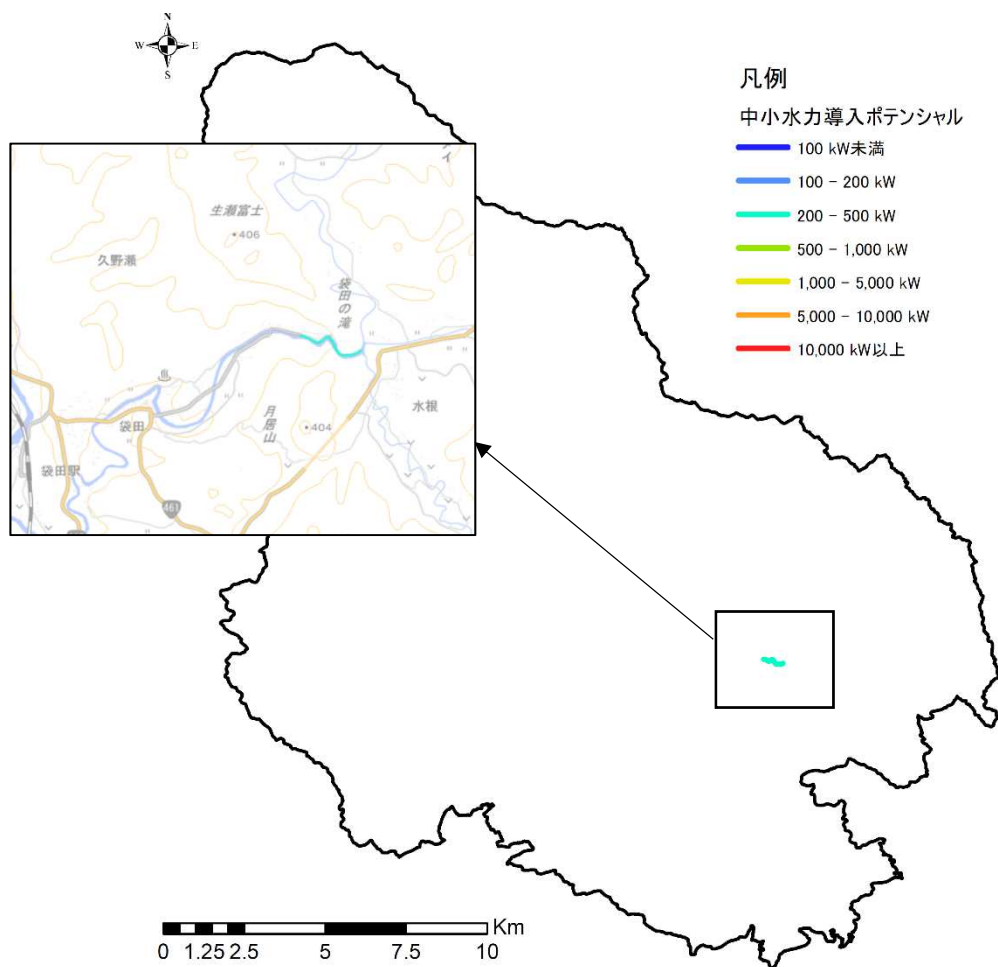 N
W E
S
凡例
中小水力導入ポテンシャル
100 kW未満
100 - 200 kW
200 - 500 kW
500 - 1,000 kW
1,000 - 5,000 kW
5,000 - 10,000 kW
10,000 kW以上
生瀬富士
406
久野瀬
袋田の滝
水根
月居山
404
袋田
袋田駅
461
Km
0 1.25 2.5 5 7.5 10